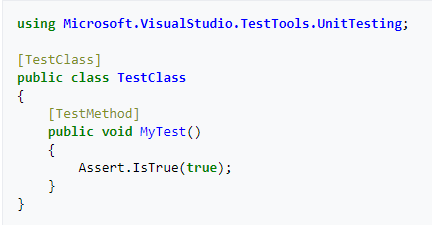 using Microsoft.VisualStudio.TestTools.UnitTesting;
[TestClass]
public class TestClass
{
[TestMethod]
public void MyTest()
{
Assert.IsTrue(true);
}
}